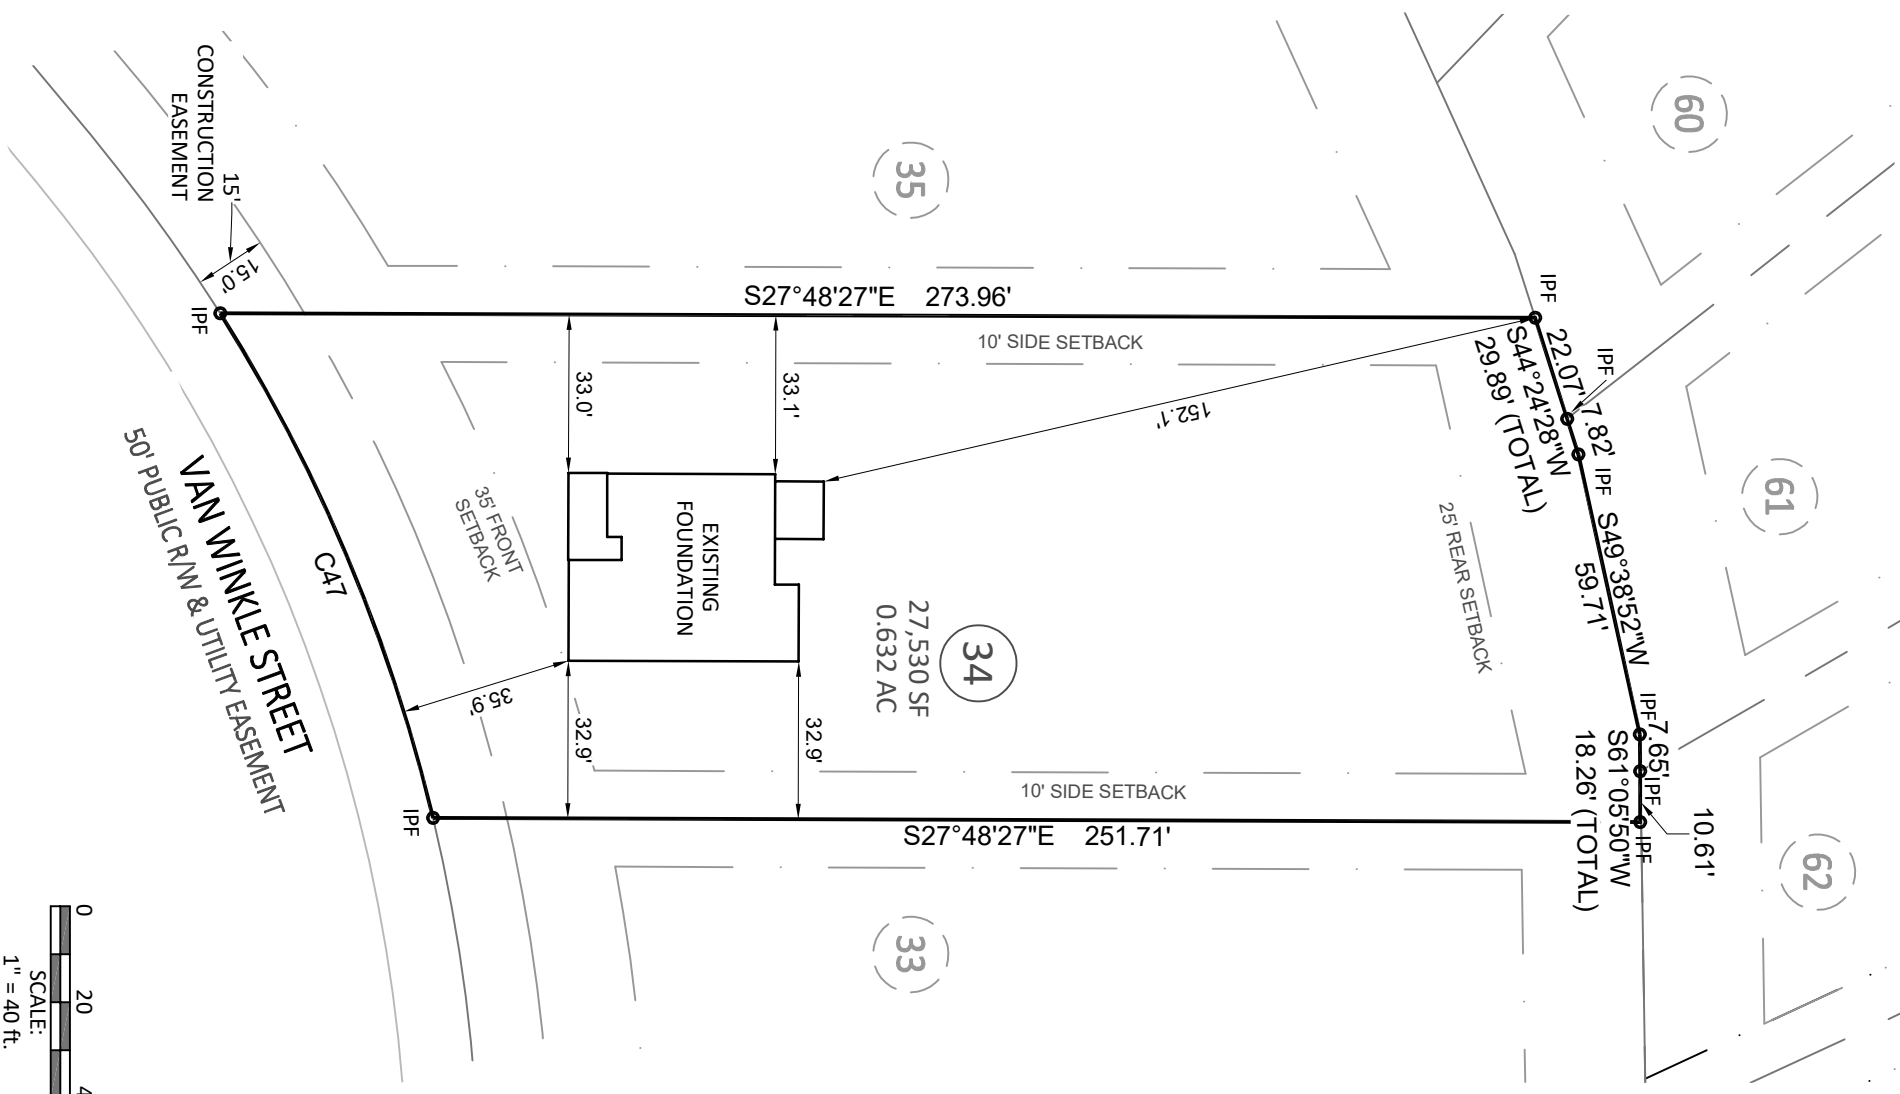 CONSTRUCTION
EASEMENT
15'
15.0'
IPF
35
60
61
62
33
S27°48'27"E 273.96'
10' SIDE SETBACK
IPF
22.07'
IPF
7.82'
S44°24'28"W
29.89' (TOTAL)
IPF
S49°38'52"W
59.71'
25' REAR SETBACK
IPF
7.65'
IPF
S61°05'50"W
18.26' (TOTAL)
10.61'
IPF
33.0'
33.1'
152.1'
EXISTING
FOUNDATION
34
27,530 SF
0.632 AC
35' FRONT
SETBACK
35.9'
32.9'
32.9'
10' SIDE SETBACK
S27°48'27"E 251.71'
IPF
C47
VAN WINKLE STREET
50' PUBLIC R/W & UTILITY EASEMENT
0 20 4
SCALE:
1" = 40 ft.